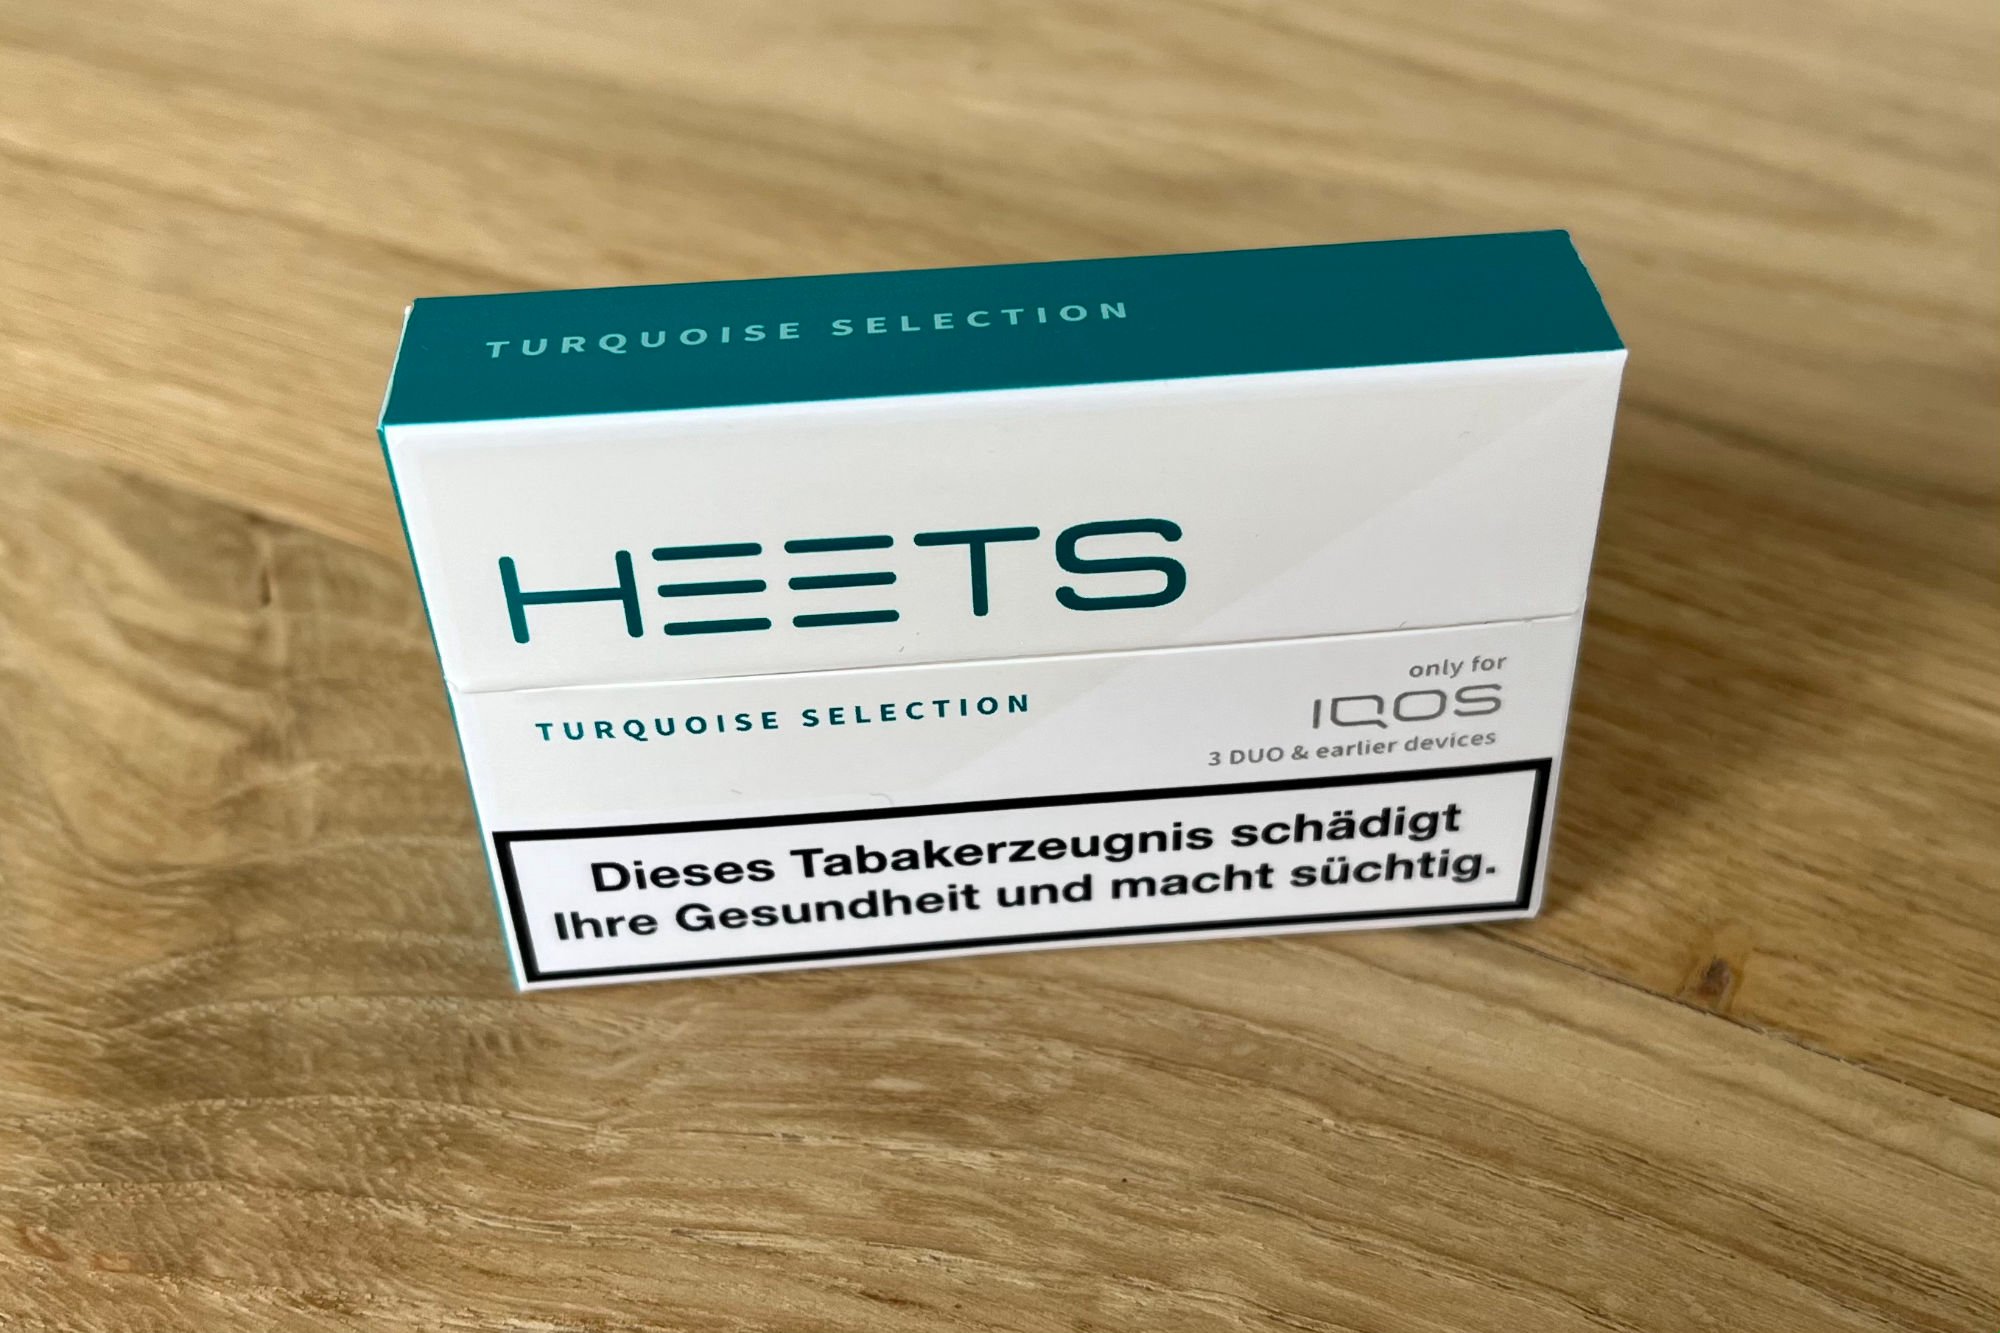 TURQUOISE SELECTION
HEETS
TURQUOISE SELECTION
only for
IQOS
3 DUO & earlier devices
Dieses Tabakerzeugnis schädigt
Ihre Gesundheit und macht süchtig.